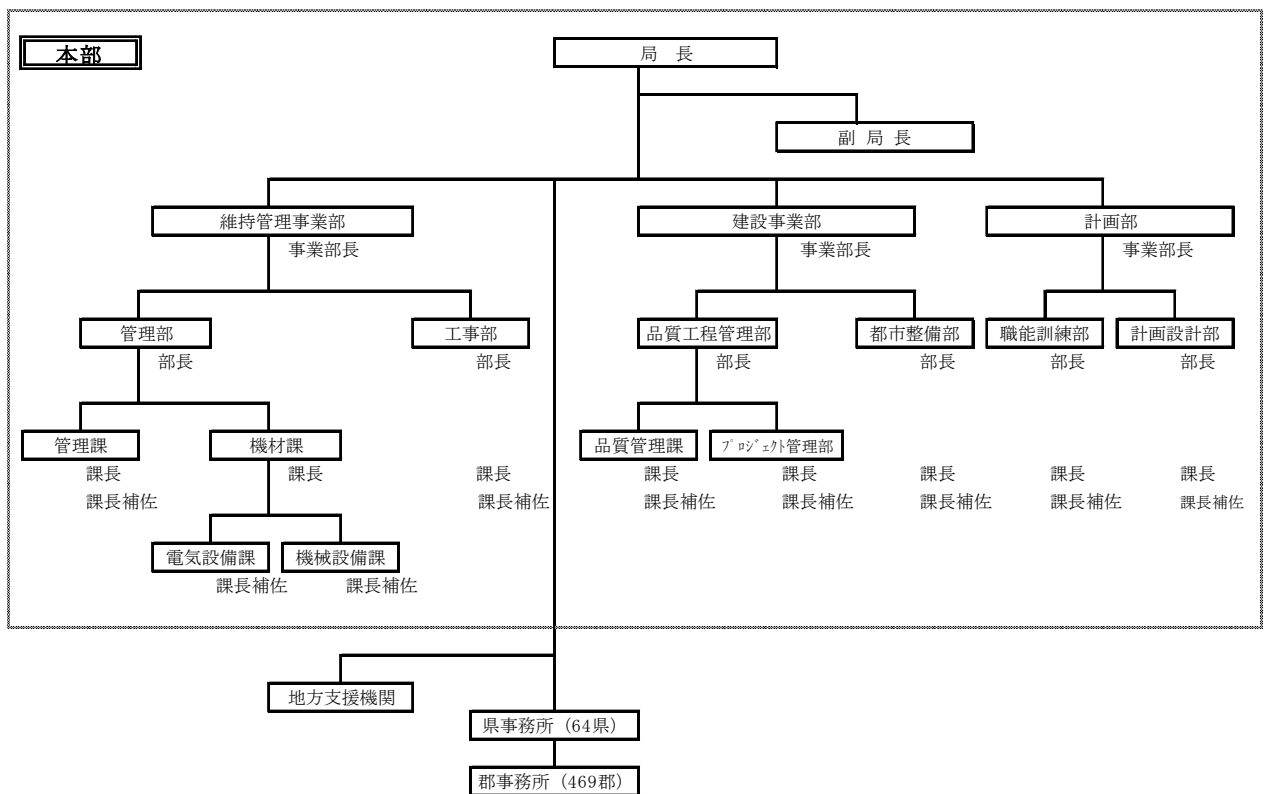 本部
局　長
副 局 長
維持管理事業部 建設事業部 計画部
事業部長 事業部長 事業部長
管理部 工事部 品質工程管理部 都市整備部 職能訓練部 計画設計部
部長 部長 部長 部長 部長 部長
管理課 機材課 品質管理課 ﾌﾟﾛｼﾞｪｸﾄ管理部
課長 課長 課長 課長 課長 課長 課長 課長
課長補佐 課長補佐 課長補佐 課長補佐 課長補佐 課長補佐 課長補佐
電気設備課 機械設備課
課長補佐 課長補佐
地方支援機関
県事務所 (64県)
郡事務所 (469郡)